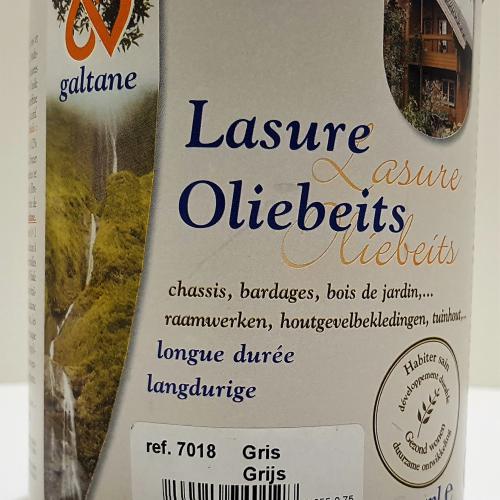 galtane
Lasure
Lasure
Oliebeits
Oliebeits
chassis, bardages, bois de jardin,...
raamwerken, houtgevelbekledingen, tuinhout,...
longue durée
langdurige
Habiter sain
développement durable
Gezond wonen
duurzame ontwikkeling
ref. 7018 Gris
Grijs